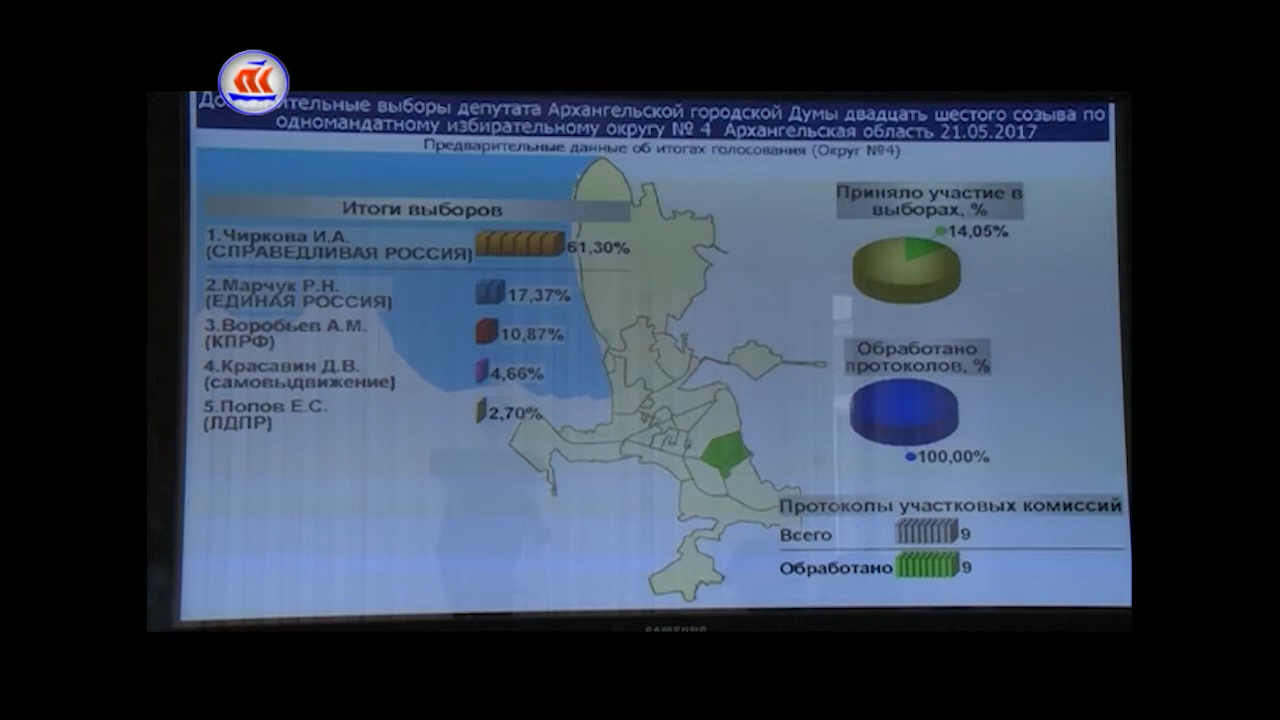 ительные выборы депутата Архангельской городской Думы двадцать шестого созыва по
одномандатному избирательному округу № 4 Архангельская область 21.05.2017
Предварительные данные об итогах голосования (Округ №4)
Итоги выборов
1.Чиркова И.А.
(СПРАВЕДЛИВАЯ РОССИЯ)
61,30%
2.Марчук Р.Н.
(ЕДИНАЯ РОССИЯ)
17,37%
3.Воробьев А.М.
(КПРФ)
10,87%
4.Красавин Д.В.
(самовыдвижение)
4,66%
5.Попов Е.С.
(ЛДПР)
2,70%
Приняло участие в
выборах, %
14,05%
Обработано
протоколов, %
100,00%
Протоколы участковых комиссий
Всего 9
Обработано 9
SAMSUNG